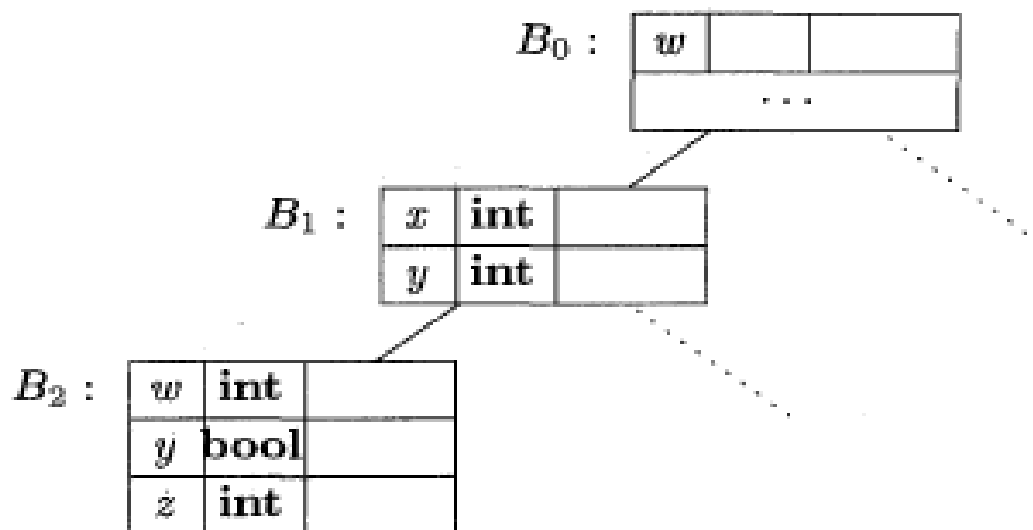 B₀ : w
...
B₁ : x int
y int
B₂ : w int
y bool
z int